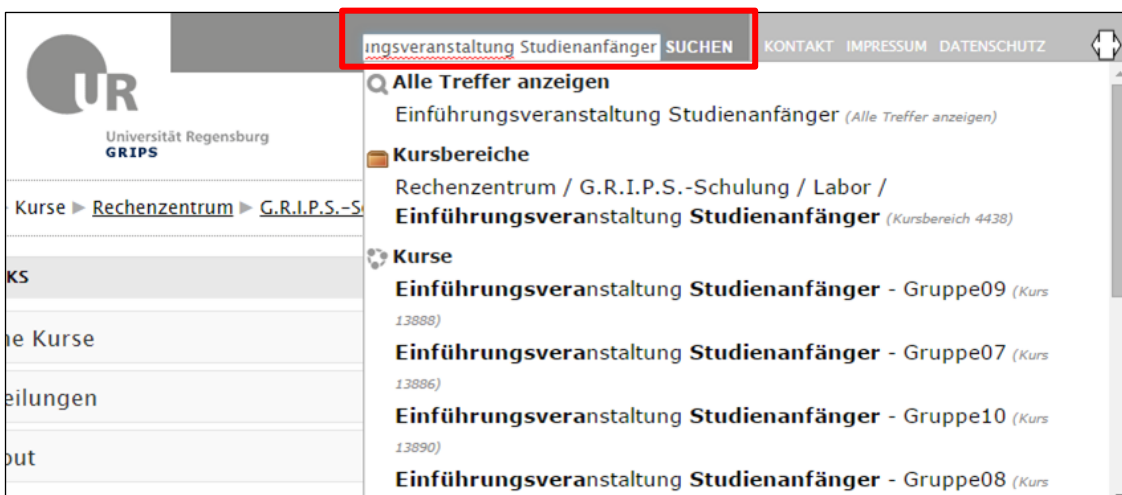 ungsveranstaltung Studienanfänger SUCHEN KONTAKT IMPRESSUM DATENSCHUTZ
UR
Universität Regensburg
GRIPS
Kurse ▶ Rechenzentrum ▶ G.R.I.P.S.-S
KS
ne Kurse
eilungen
out
Alle Treffer anzeigen
Einführungsveranstaltung Studienanfänger (Alle Treffer anzeigen)
Kursbereiche
Rechenzentrum / G.R.I.P.S.-Schulung / Labor /
Einführungsveranstaltung Studienanfänger (Kursbereich 4438)
Kurse
Einführungsveranstaltung Studienanfänger - Gruppe09 (Kurs
13888)
Einführungsveranstaltung Studienanfänger - Gruppe07 (Kurs
13886)
Einführungsveranstaltung Studienanfänger - Gruppe10 (Kurs
13890)
Einführungsveranstaltung Studienanfänger - Gruppe08 (Kurs